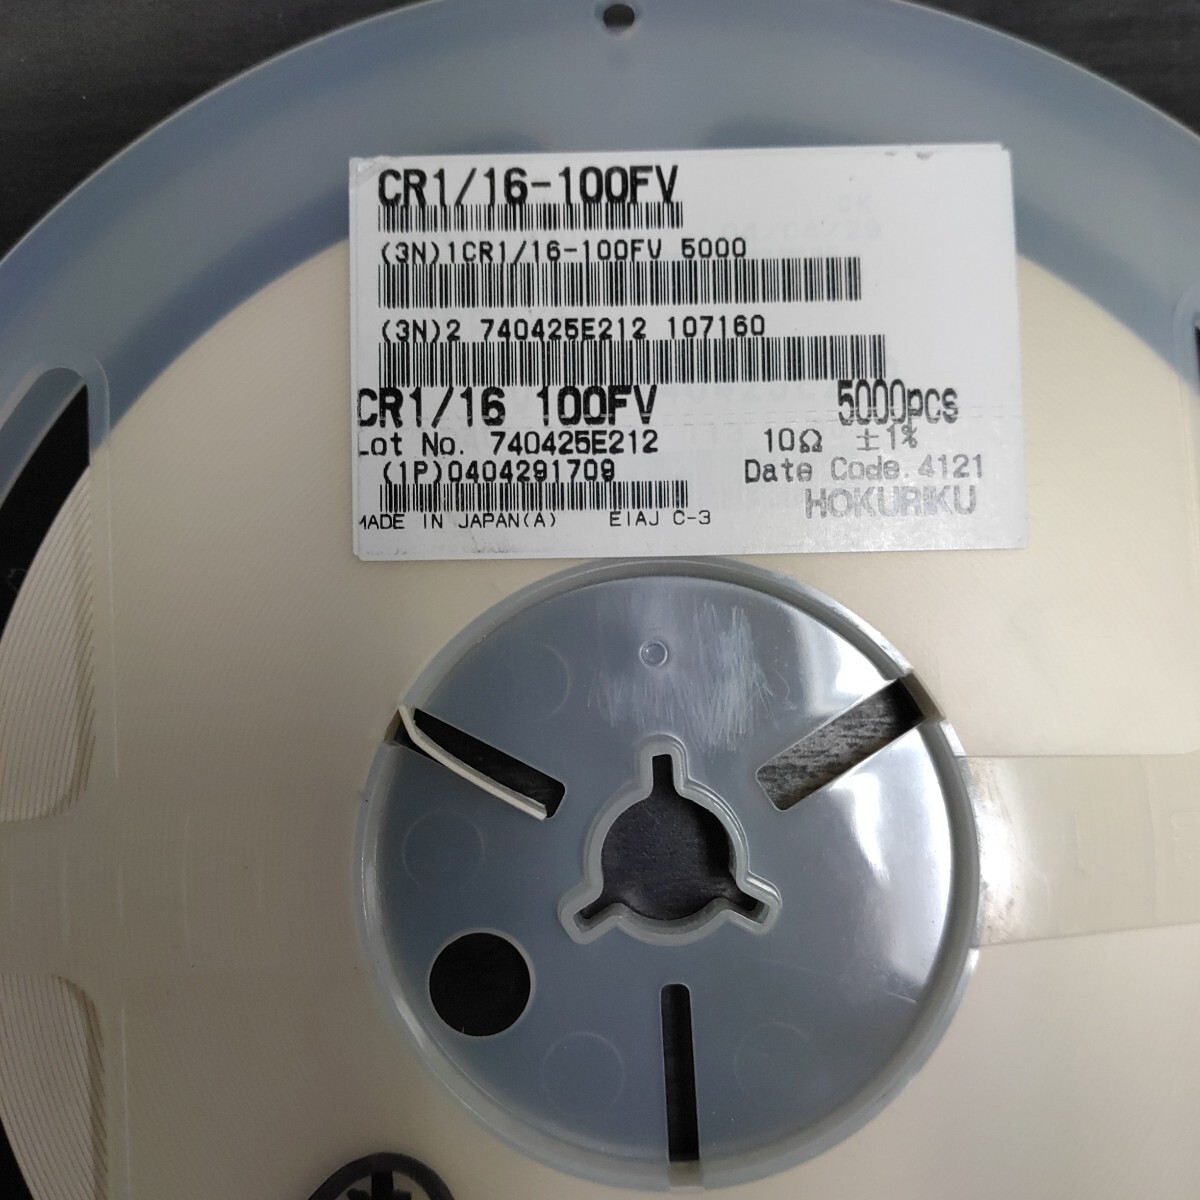 CR1/16-100FV
(3N)1CR1/16-100FV 5000
(3N)2 740425E212 107160
CR1/16 100FV 5000pcs
Lot No. 740425E212 10Ω ±1%
(1P)0404291709 Date Code.4121
HOKURIKU
MADE IN JAPAN(A) EIAJ C-3